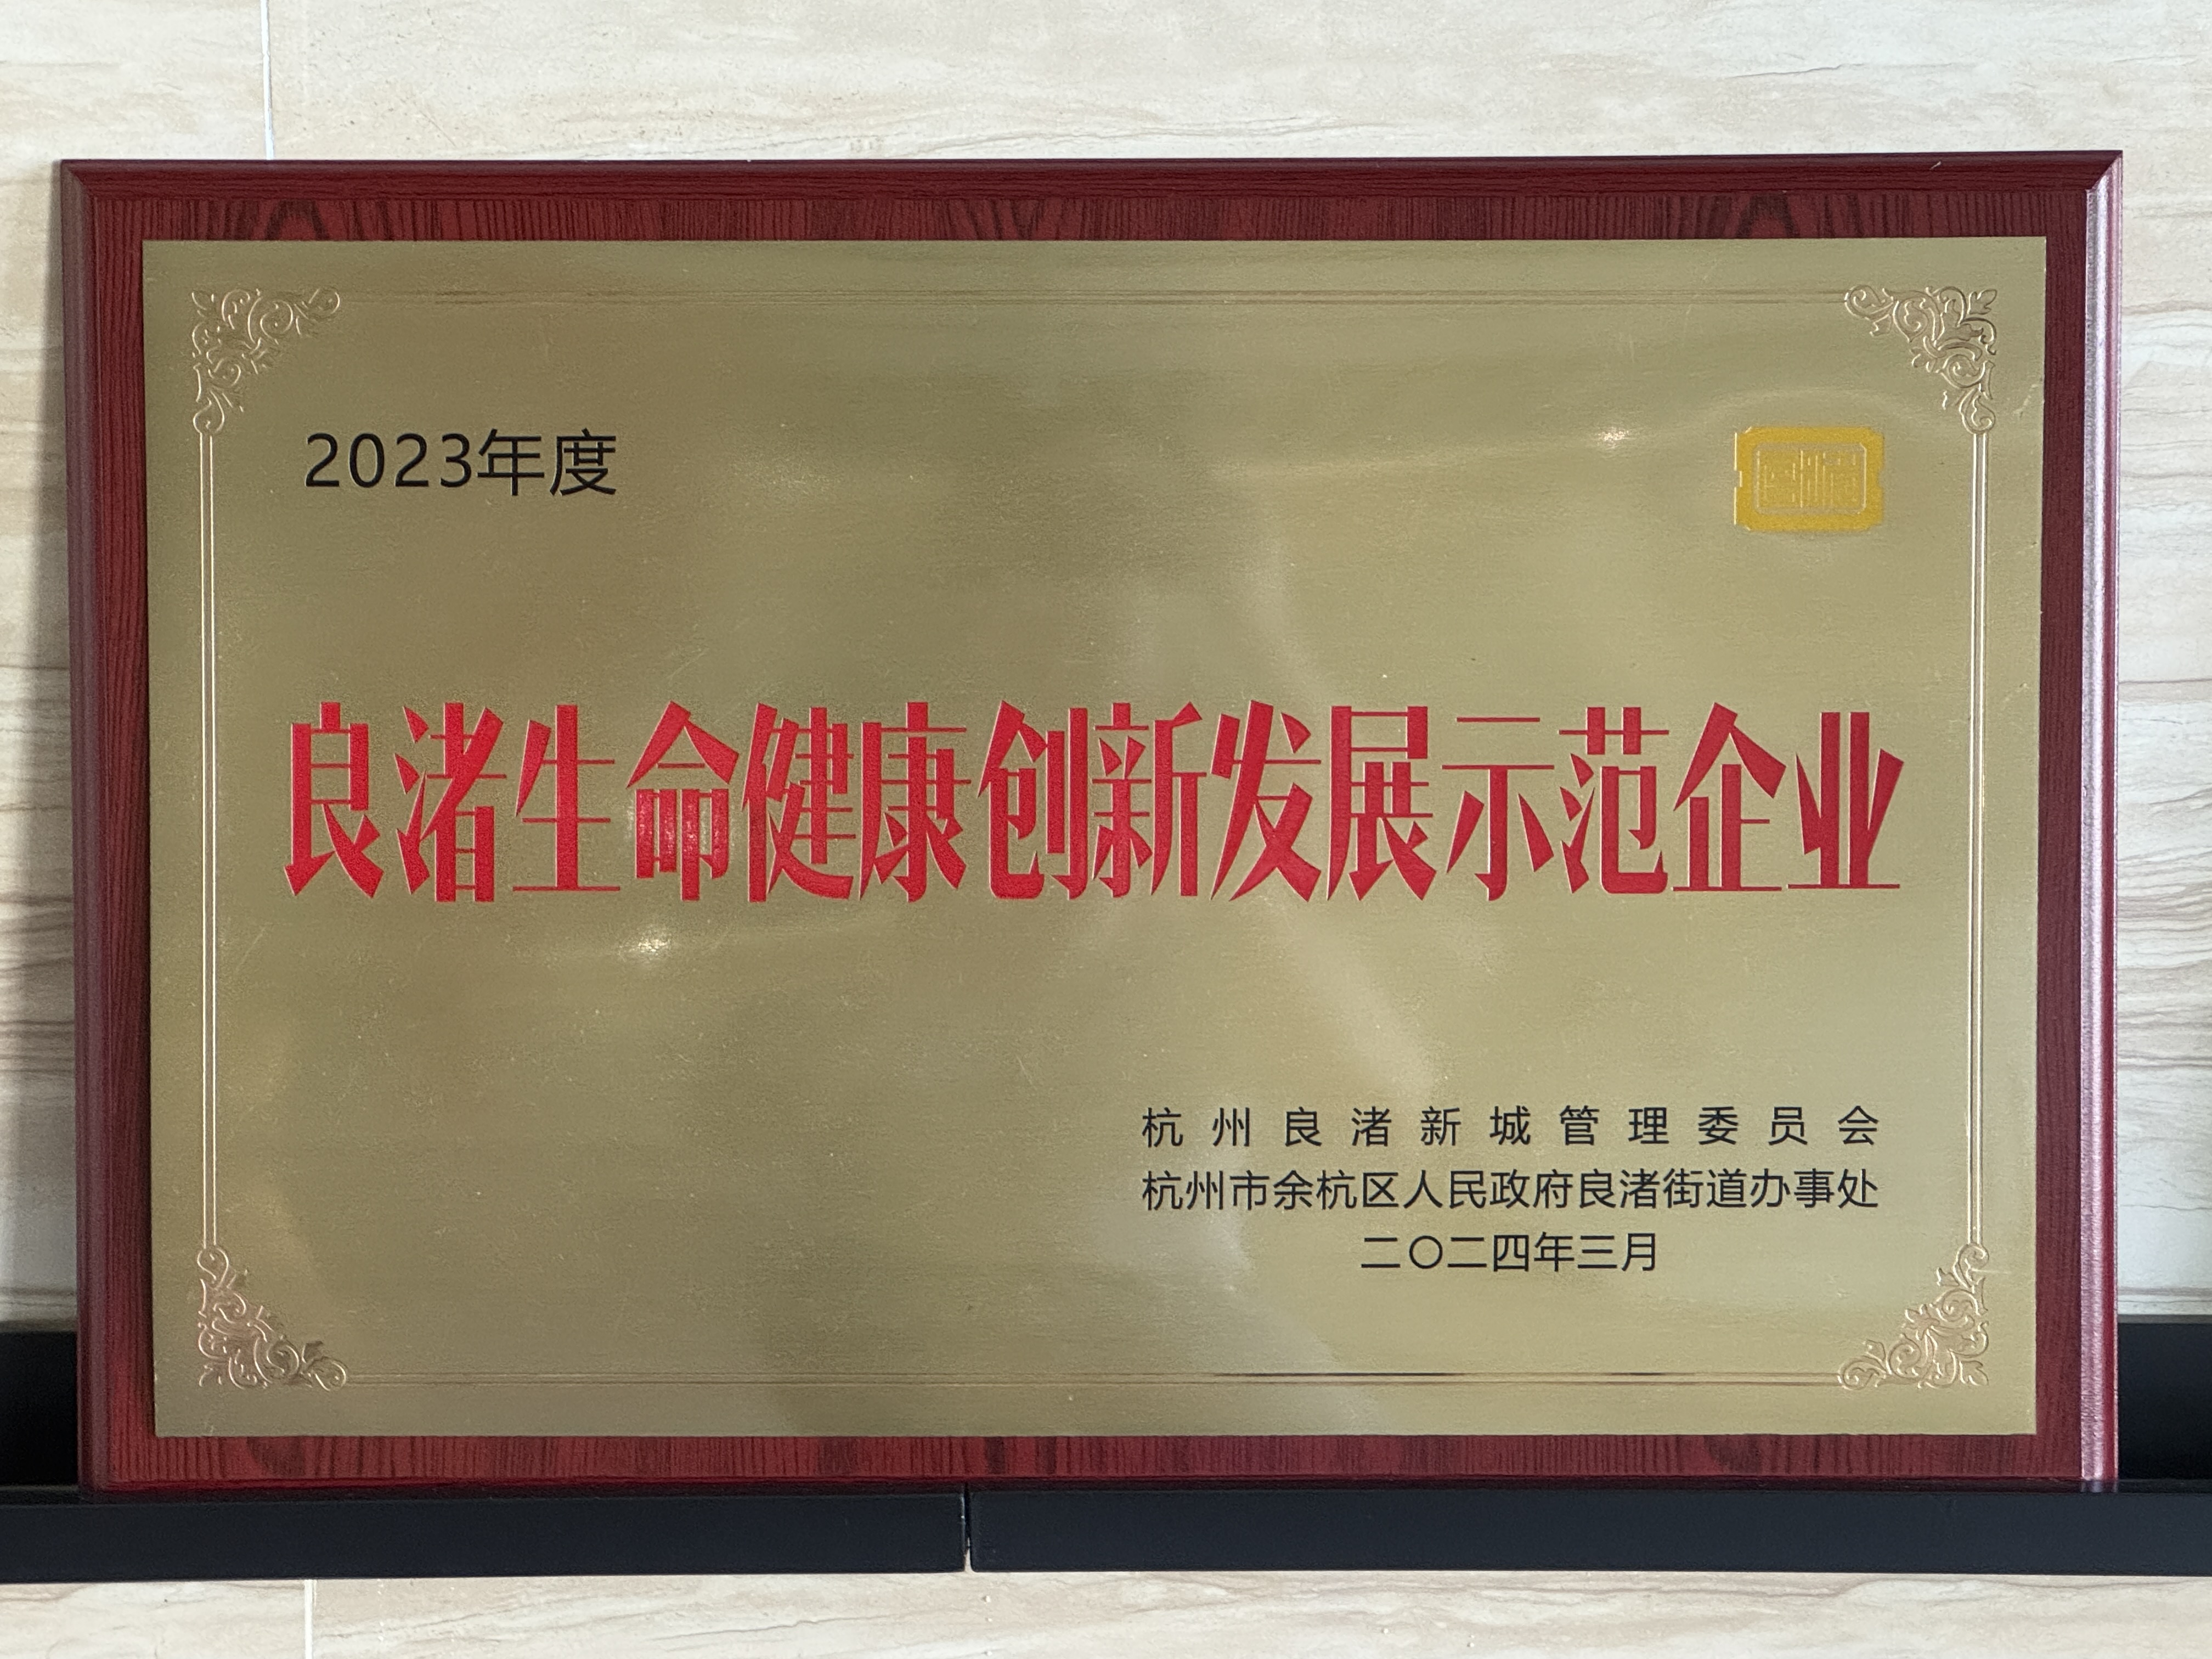 2023年度
良渚生命健康创新发展示范企业
杭州良渚新城管理委员会
杭州市余杭区人民政府良渚街道办事处
二〇二四年三月